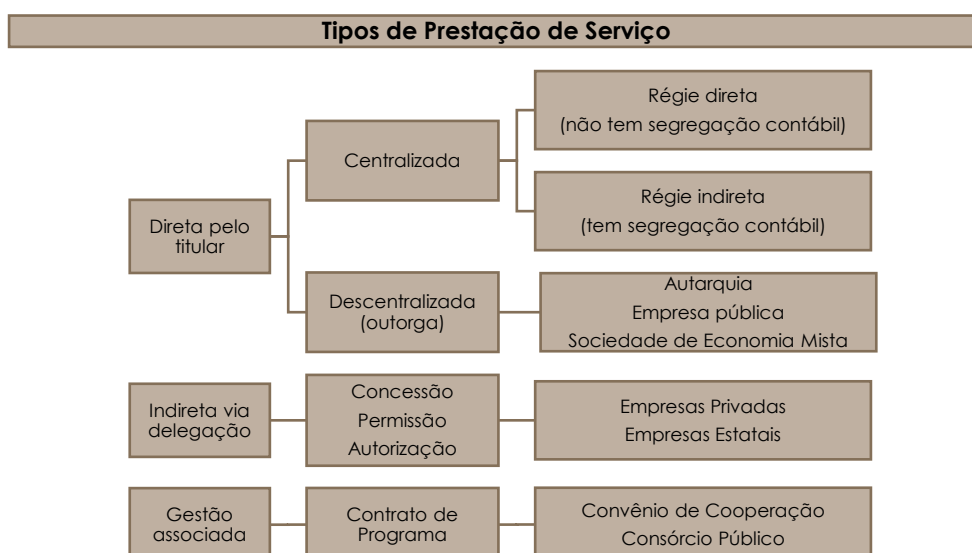 Tipos de Prestação de Serviço
Direta pelo
titular
Centralizada
Régie direta
(não tem segregação contábil)
Régie indireta
(tem segregação contábil)
Descentralizada
(outorga)
Autarquia
Empresa pública
Sociedade de Economia Mista
Indireta via
delegação
Concessão
Permissão
Autorização
Empresas Privadas
Empresas Estatais
Gestão
associada
Contrato de
Programa
Convênio de Cooperação
Consórcio Público